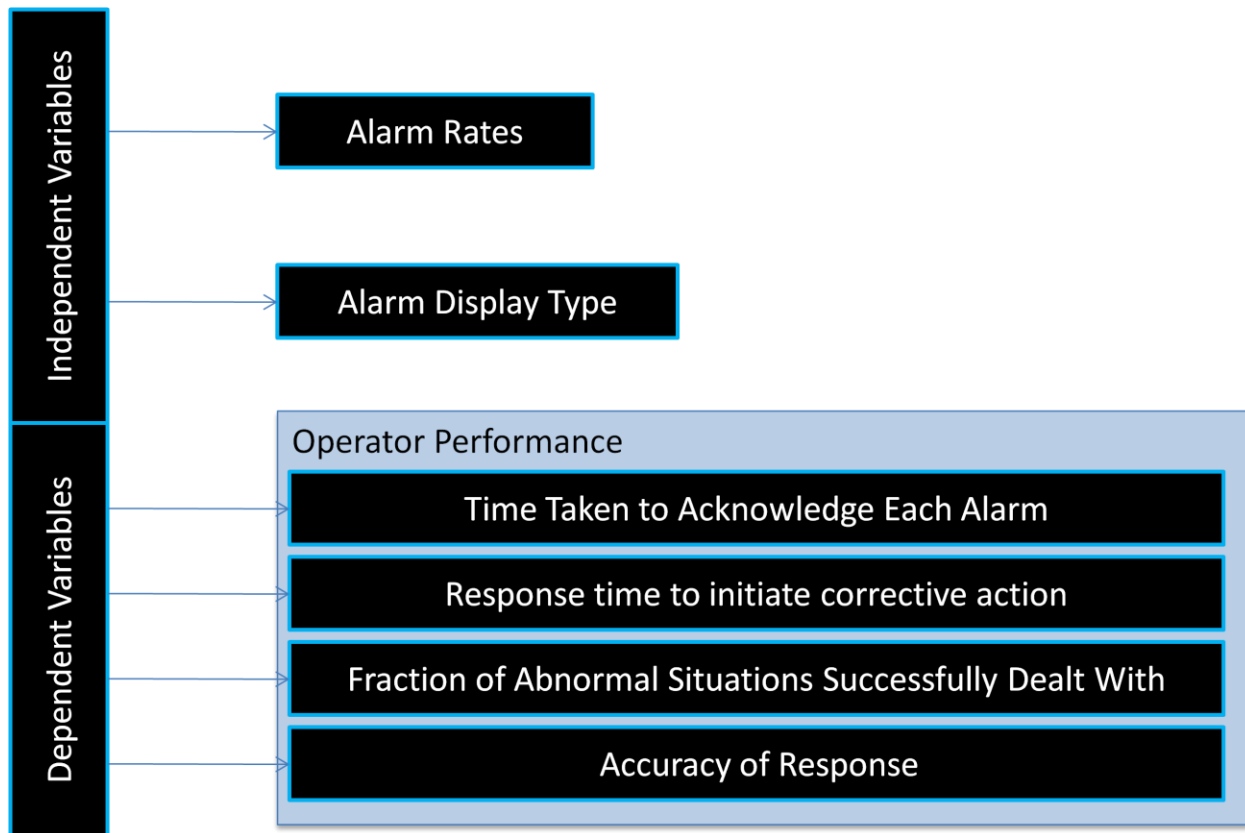 Independent Variables
Alarm Rates
Alarm Display Type
Dependent Variables
Operator Performance
Time Taken to Acknowledge Each Alarm
Response time to initiate corrective action
Fraction of Abnormal Situations Successfully Dealt With
Accuracy of Response